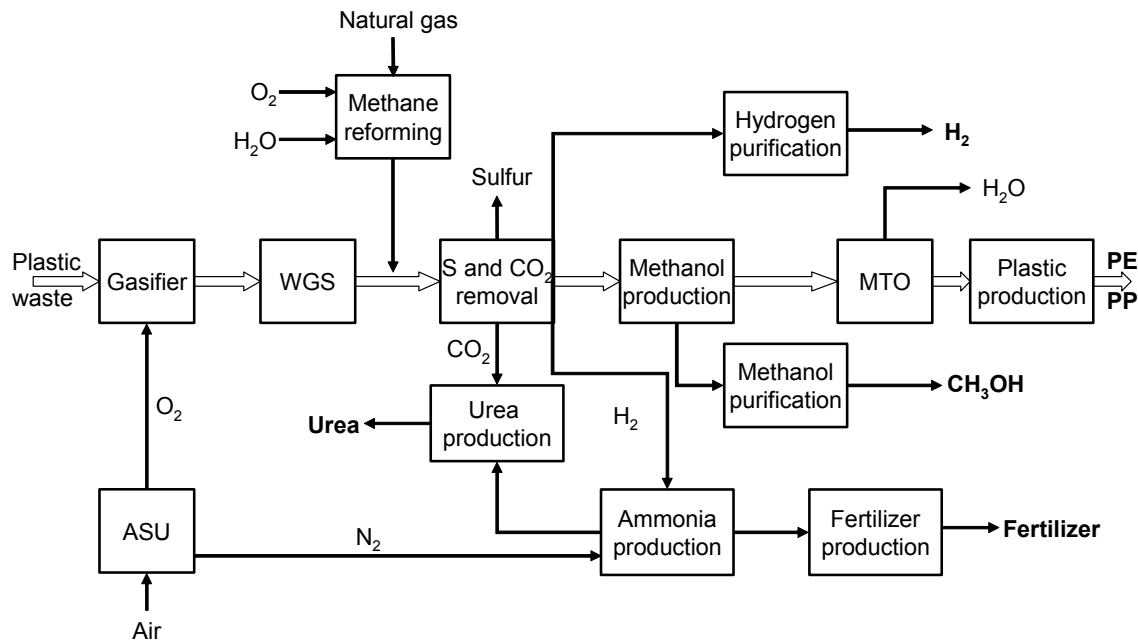 Natural gas
O₂
H₂O
Methane
reforming
Hydrogen
purification
H₂
Sulfur
H₂O
Plastic
waste
Gasifier
WGS
S and CO₂
removal
Methanol
production
MTO
Plastic
production
PE
PP
CO₂
Methanol
purification
CH₃OH
O₂
Urea
Urea
production
H₂
ASU
N₂
Ammonia
production
Fertilizer
production
Fertilizer
Air